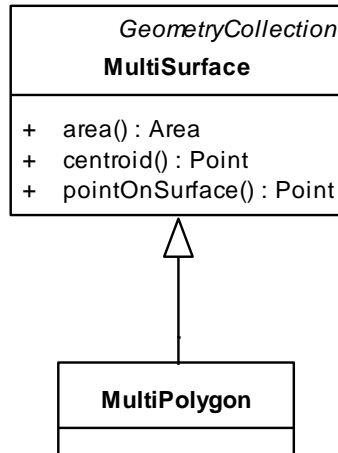 GeometryCollection
MultiSurface
+ area() : Area
+ centroid() : Point
+ pointOnSurface() : Point
MultiPolygon